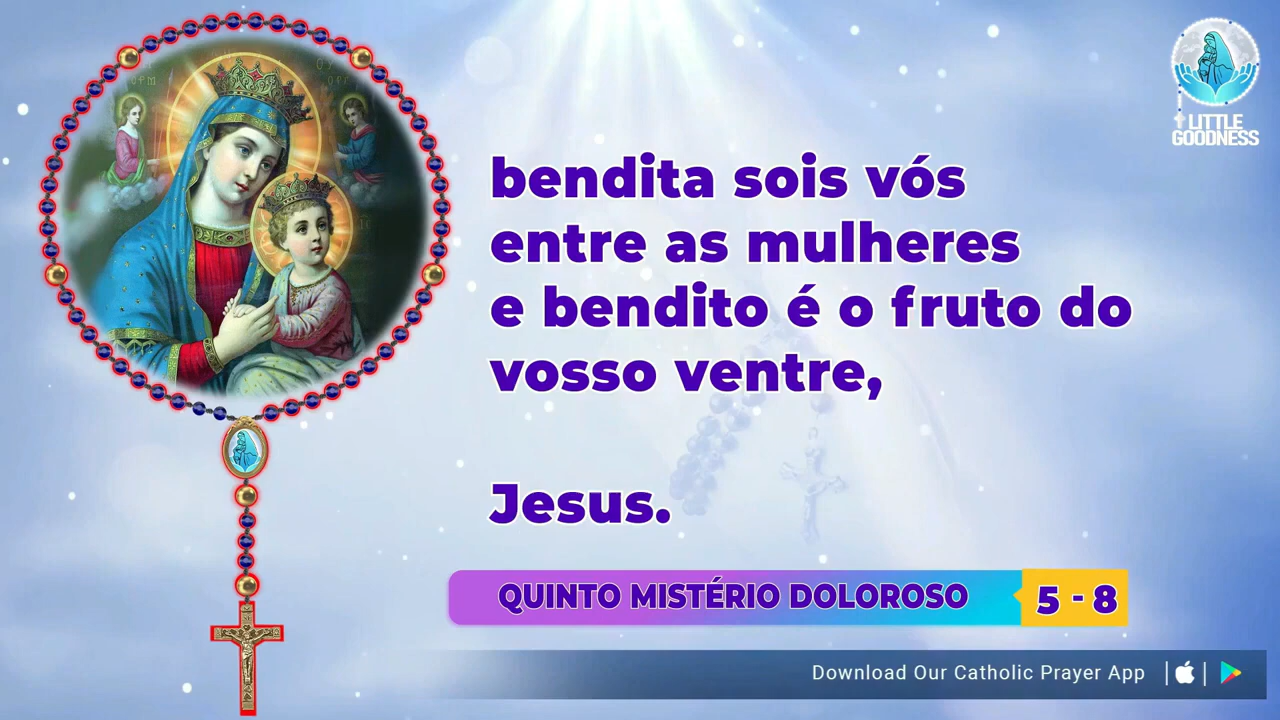 LITTLE
GOODNESS
bendita sois vós
entre as mulheres
e bendito é o fruto do
vosso ventre,
Jesus.
QUINTO MISTÉRIO DOLOROSO
5 - 8
Download Our Catholic Prayer App